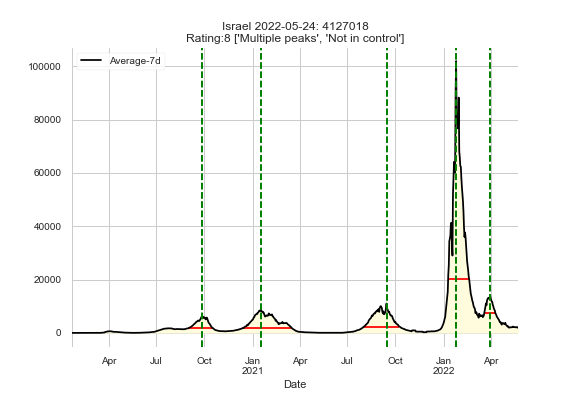 Israel 2022-05-24: 4127018
Rating:8 ['Multiple peaks', 'Not in control']
Average-7d
100000
80000
60000
40000
20000
0
Apr Jul Oct Jan Apr Jul Oct Jan Apr
2021 2022
Date